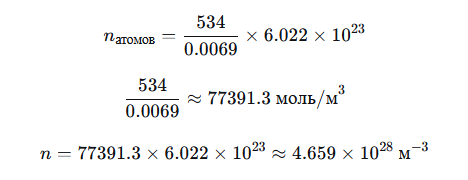 n_атомов = 534/0.0069 × 6.022 × 10^23
534/0.0069 ≈ 77391.3 моль/м^3
n = 77391.3 × 6.022 × 10^23 ≈ 4.659 × 10^28 м^−3